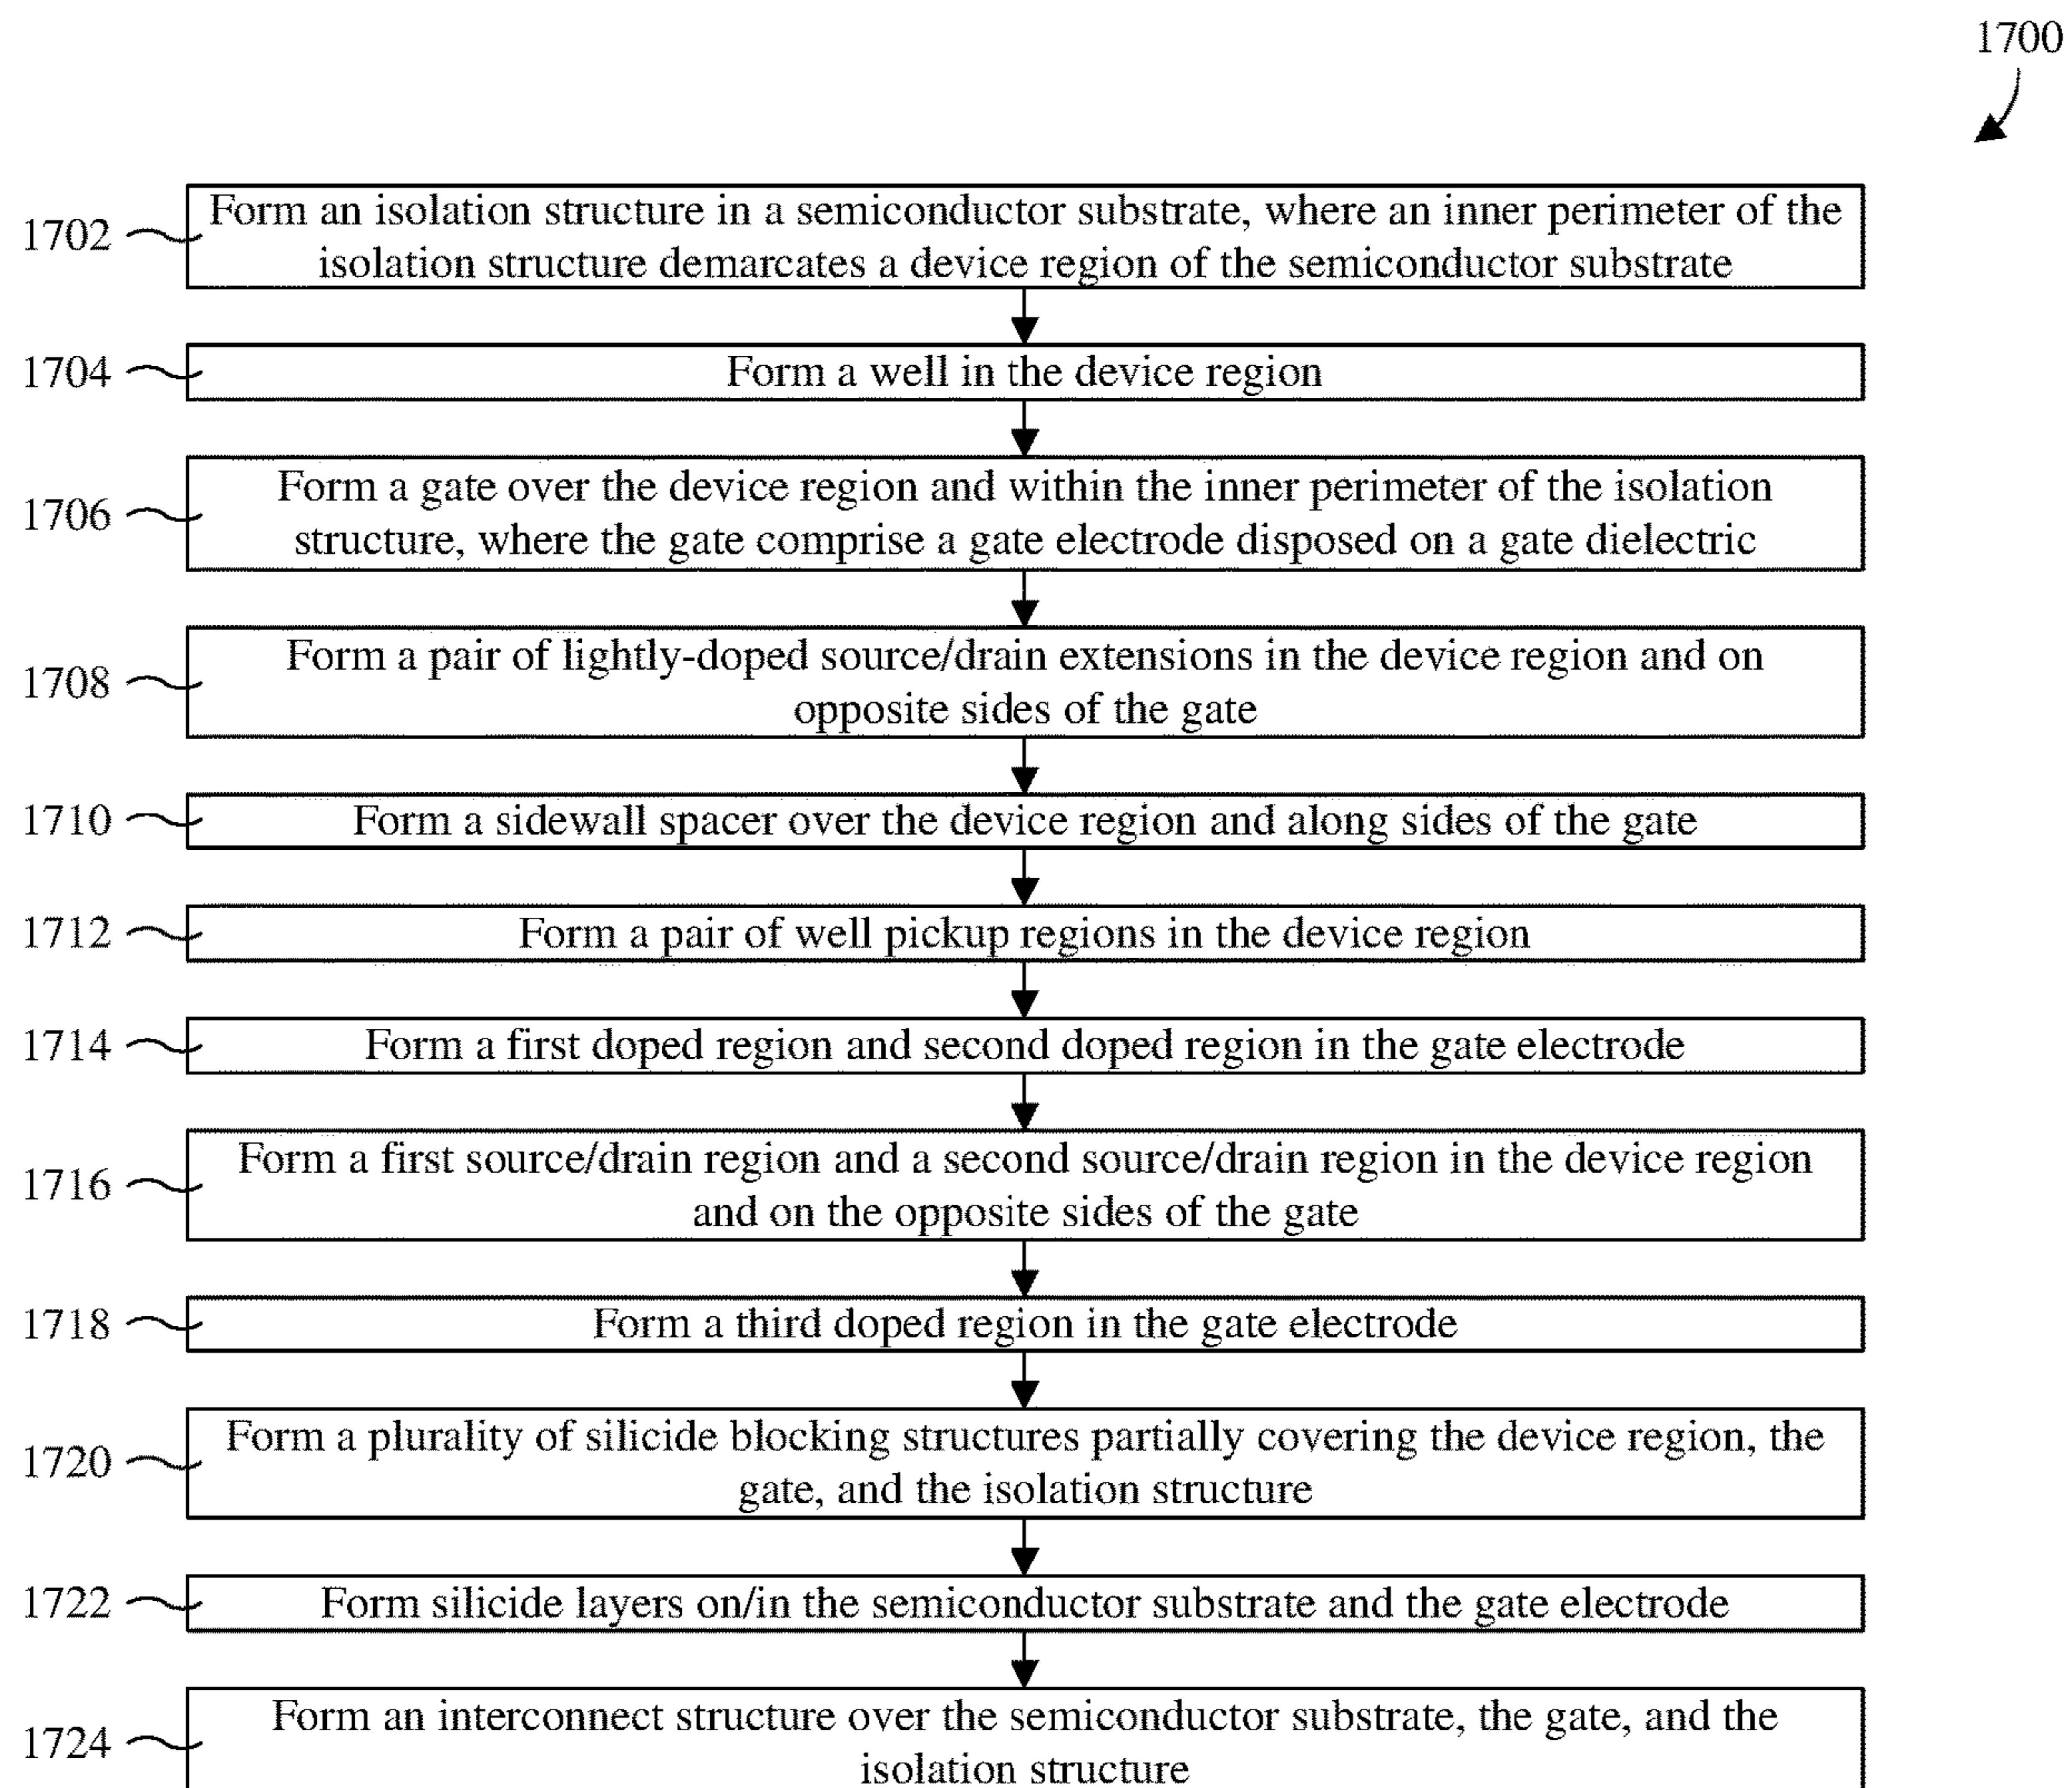 1700
1702
Form an isolation structure in a semiconductor substrate, where an inner perimeter of the
isolation structure demarcates a device region of the semiconductor substrate
1704
Form a well in the device region
1706
Form a gate over the device region and within the inner perimeter of the isolation
structure, where the gate comprise a gate electrode disposed on a gate dielectric
1708
Form a pair of lightly-doped source/drain extensions in the device region and on
opposite sides of the gate
1710
Form a sidewall spacer over the device region and along sides of the gate
1712
Form a pair of well pickup regions in the device region
1714
Form a first doped region and second doped region in the gate electrode
1716
Form a first source/drain region and a second source/drain region in the device region
and on the opposite sides of the gate
1718
Form a third doped region in the gate electrode
1720
Form a plurality of silicide blocking structures partially covering the device region, the
gate, and the isolation structure
1722
Form silicide layers on/in the semiconductor substrate and the gate electrode
1724
Form an interconnect structure over the semiconductor substrate, the gate, and the
isolation structure